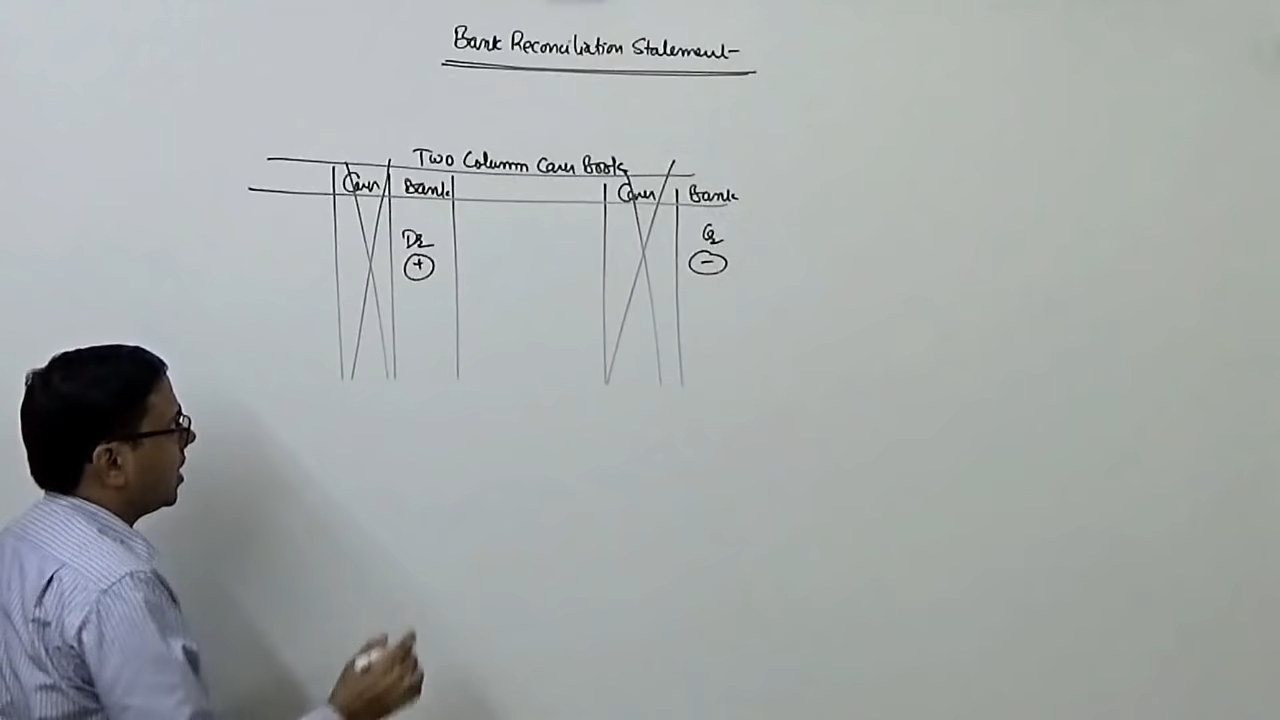 Bank Reconciliation Statement-
Two Column Cash Book
Cash Bank Cash Bank
Dr Cr
+ -